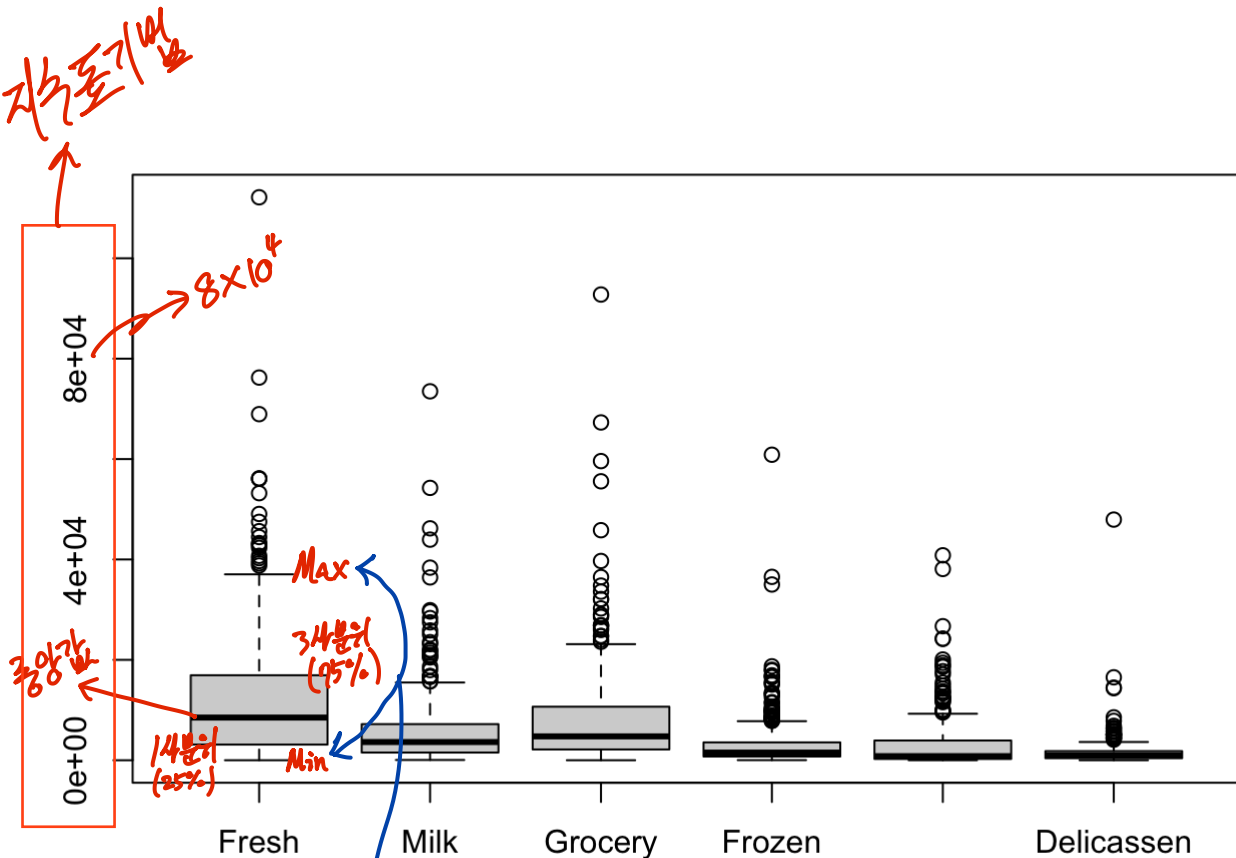 지수표기법
8×10⁴
8e+04
4e+04
0e+00
Max
3사분위
(75%)
중앙값
1사분위
(25%)
Min
Fresh Milk Grocery Frozen Delicassen